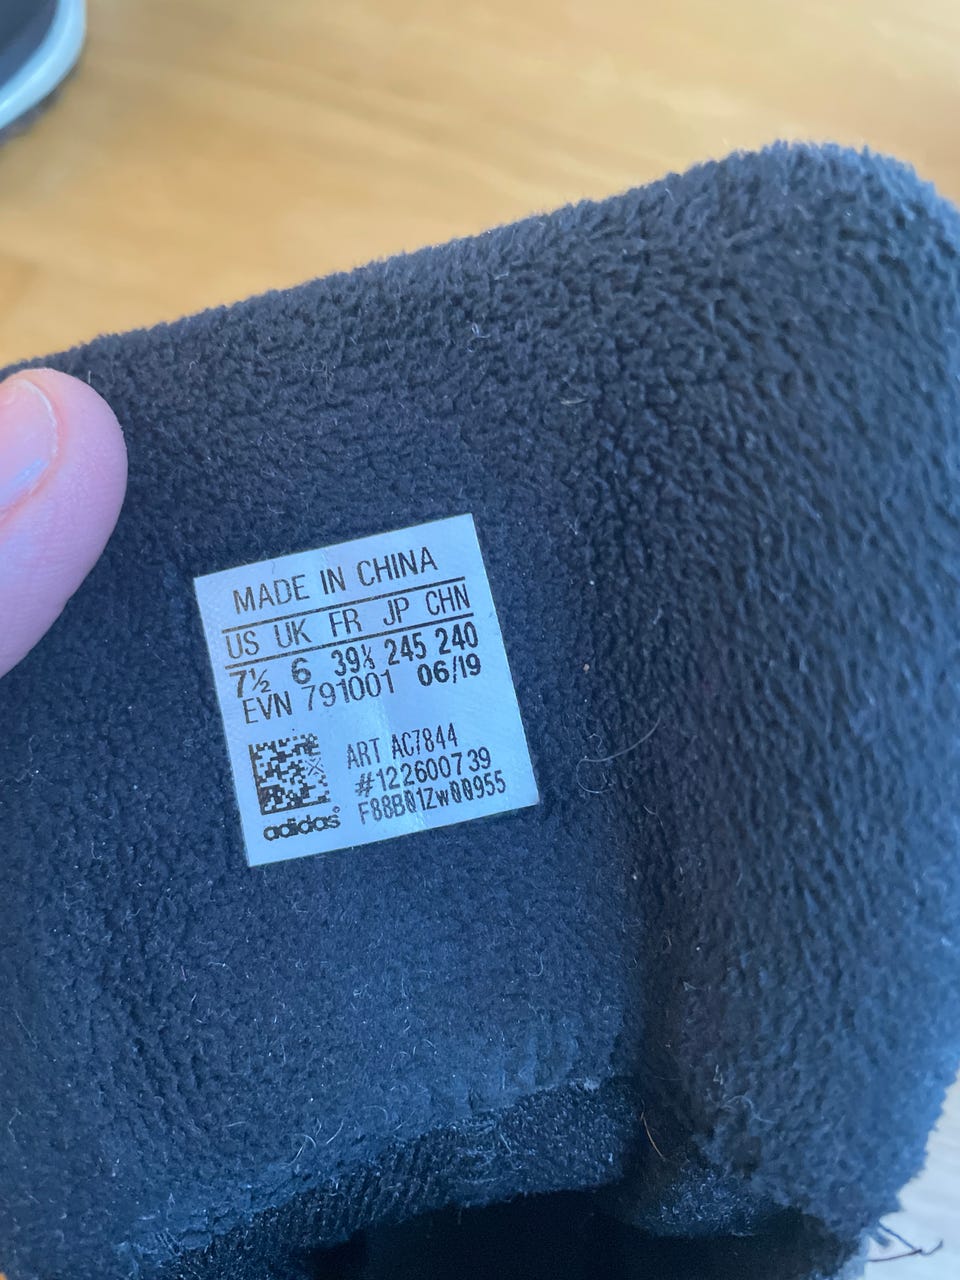 MADE IN CHINA
US UK FR JP CHN
7½ 6 39⅓ 245 240
EVN 791001 06/19
ART AC7844
#122600739
F88B01Zw00955
adidas